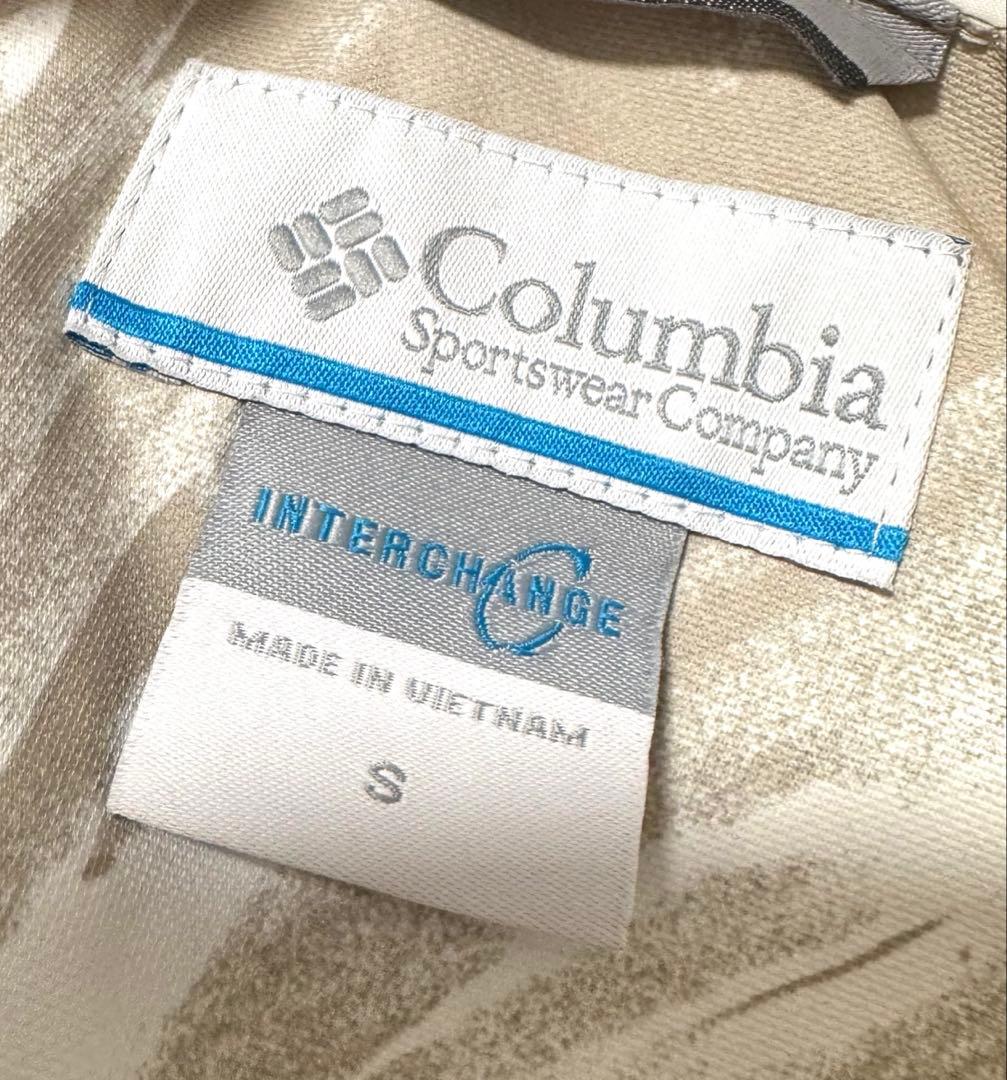 Columbia
Sportswear Company
INTERCHANGE
MADE IN VIETNAM
S